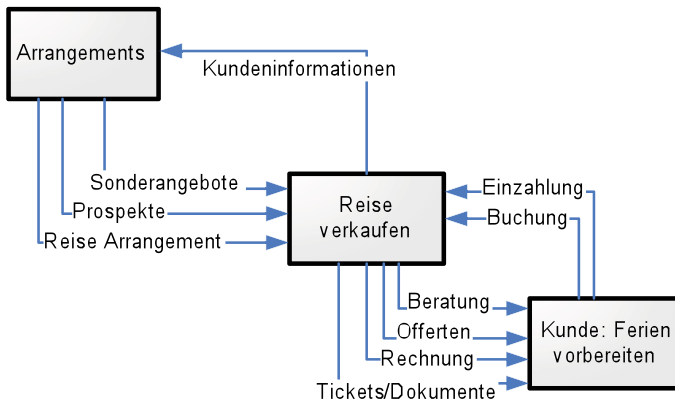 Arrangements
Kundeninformationen
Sonderangebote
Prospekte
Reise Arrangement
Reise
verkaufen
Einzahlung
Buchung
Beratung
Offerten
Rechnung
Tickets/Dokumente
Kunde: Ferien
vorbereiten